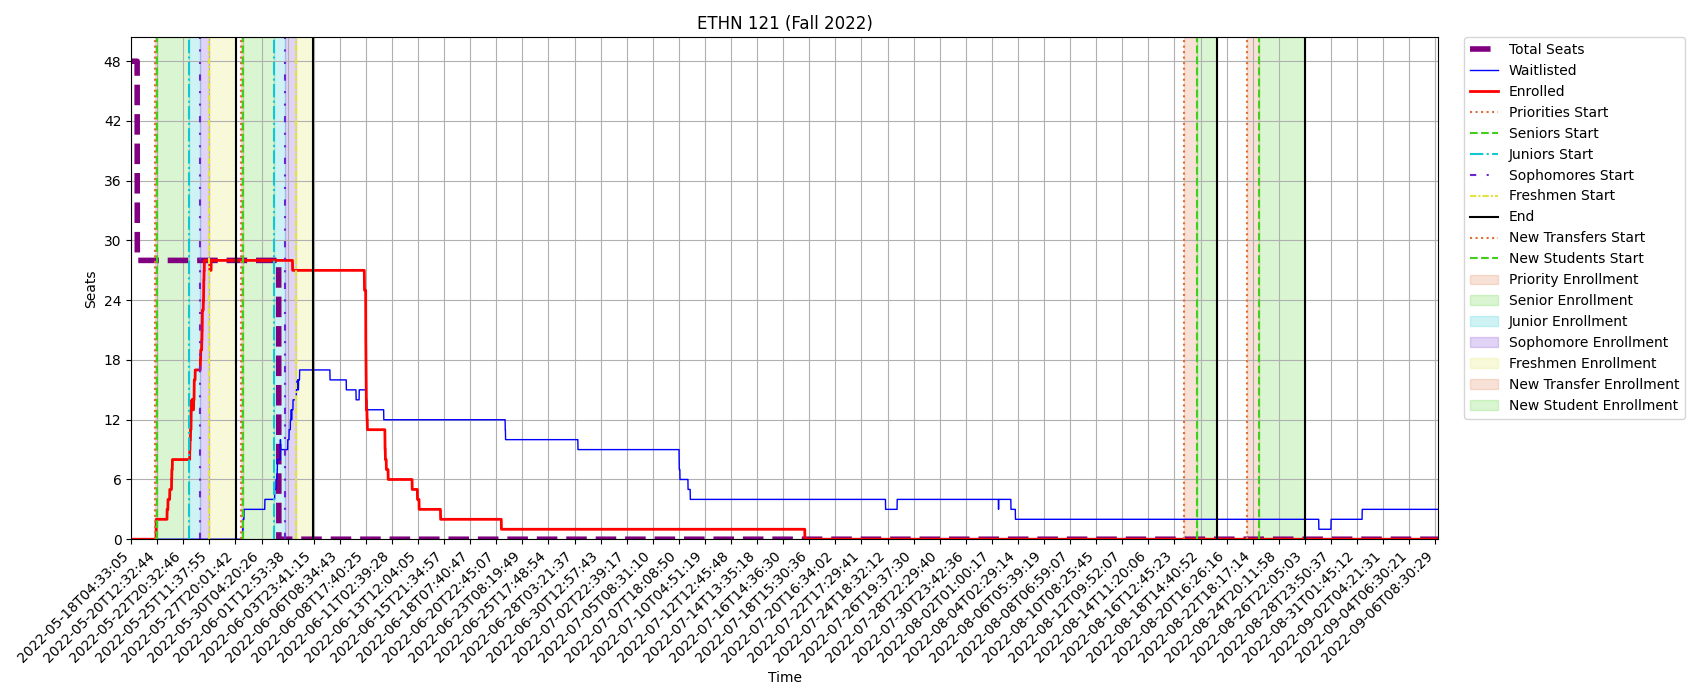 ETHN 121 (Fall 2022)
Seats
48
42
36
30
24
18
12
6
0
2022-05-18T04:33:05
2022-05-20T12:32:44
2022-05-22T20:32:46
2022-05-25T11:37:55
2022-05-27T20:01:42
2022-05-30T04:20:26
2022-06-01T12:53:38
2022-06-03T23:41:15
2022-06-06T08:34:43
2022-06-08T17:40:25
2022-06-11T02:39:28
2022-06-13T12:04:05
2022-06-15T21:34:57
2022-06-18T07:40:47
2022-06-20T22:45:07
2022-06-23T08:19:49
2022-06-25T17:48:54
2022-06-28T03:21:37
2022-06-30T12:57:43
2022-07-02T22:39:17
2022-07-05T08:31:10
2022-07-07T18:08:50
2022-07-10T04:51:19
2022-07-12T12:45:48
2022-07-14T13:35:18
2022-07-16T14:36:30
2022-07-18T15:30:36
2022-07-20T16:34:02
2022-07-22T17:29:41
2022-07-24T18:32:12
2022-07-26T19:37:30
2022-07-28T22:29:40
2022-07-30T23:42:36
2022-08-02T01:00:17
2022-08-04T02:29:14
2022-08-06T05:39:19
2022-08-08T06:59:07
2022-08-10T08:25:45
2022-08-12T09:52:07
2022-08-14T11:20:06
2022-08-16T12:45:23
2022-08-18T14:40:52
2022-08-20T16:26:16
2022-08-22T18:17:14
2022-08-24T20:11:58
2022-08-26T22:05:03
2022-08-28T23:50:37
2022-08-31T01:45:12
2022-09-02T04:21:31
2022-09-04T06:30:21
2022-09-06T08:30:29
Time
Total Seats
Waitlisted
Enrolled
Priorities Start
Seniors Start
Juniors Start
Sophomores Start
Freshmen Start
End
New Transfers Start
New Students Start
Priority Enrollment
Senior Enrollment
Junior Enrollment
Sophomore Enrollment
Freshmen Enrollment
New Transfer Enrollment
New Student Enrollment